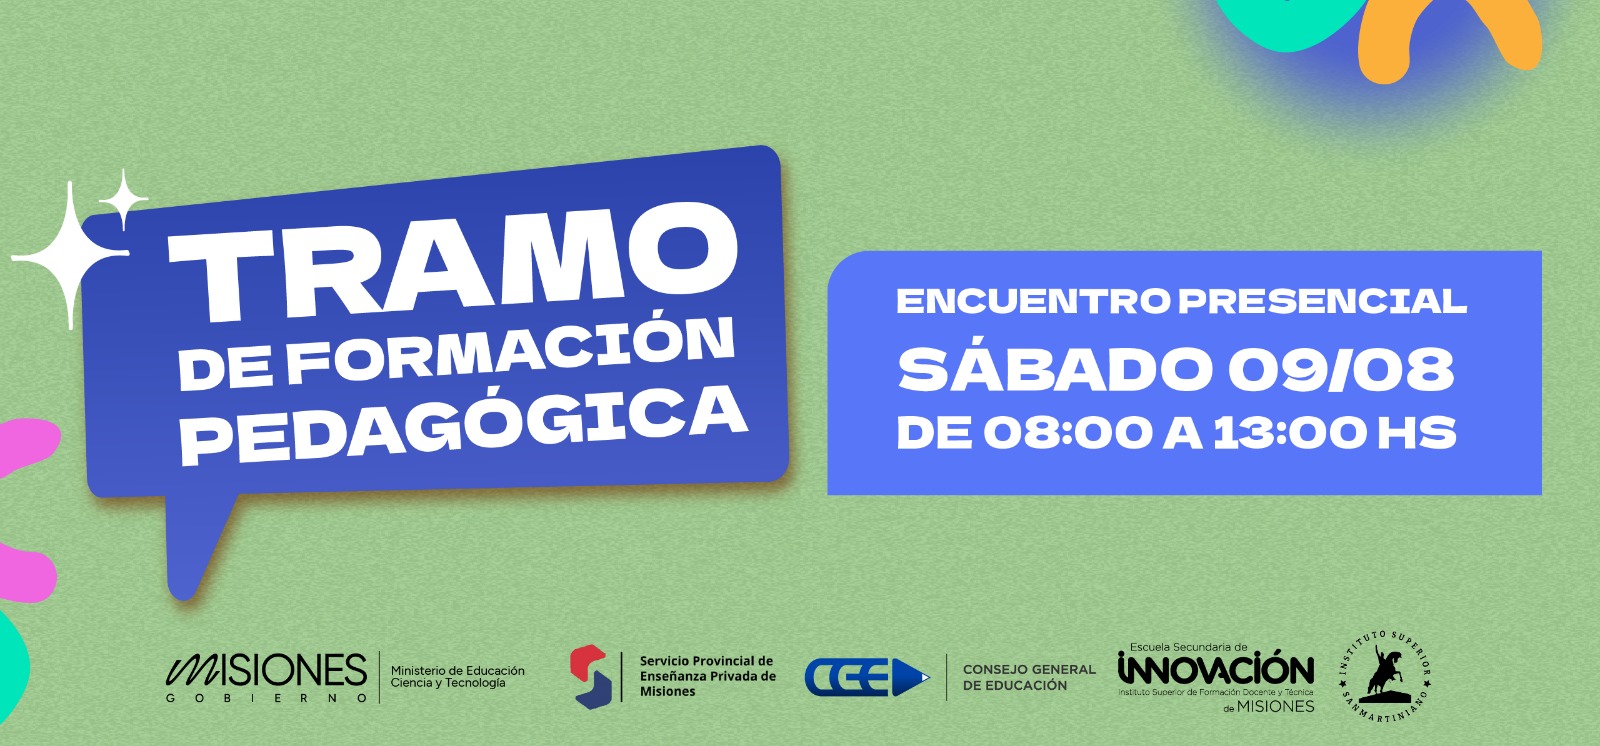 TRAMO
DE FORMACIÓN
PEDAGÓGICA
ENCUENTRO PRESENCIAL
SÁBADO 09/08
DE 08:00 A 13:00 HS
MISIONES
GOBIERNO
Ministerio de Educación
Ciencia y Tecnología
Servicio Provincial de
Enseñanza Privada de
Misiones
CGE
CONSEJO GENERAL
DE EDUCACIÓN
Escuela Secundaria de
iNNOVACIÓN
Instituto Superior de Formación Docente y Técnica
de MISIONES
INSTITUTO SUPERIOR
SANMARTINIANO